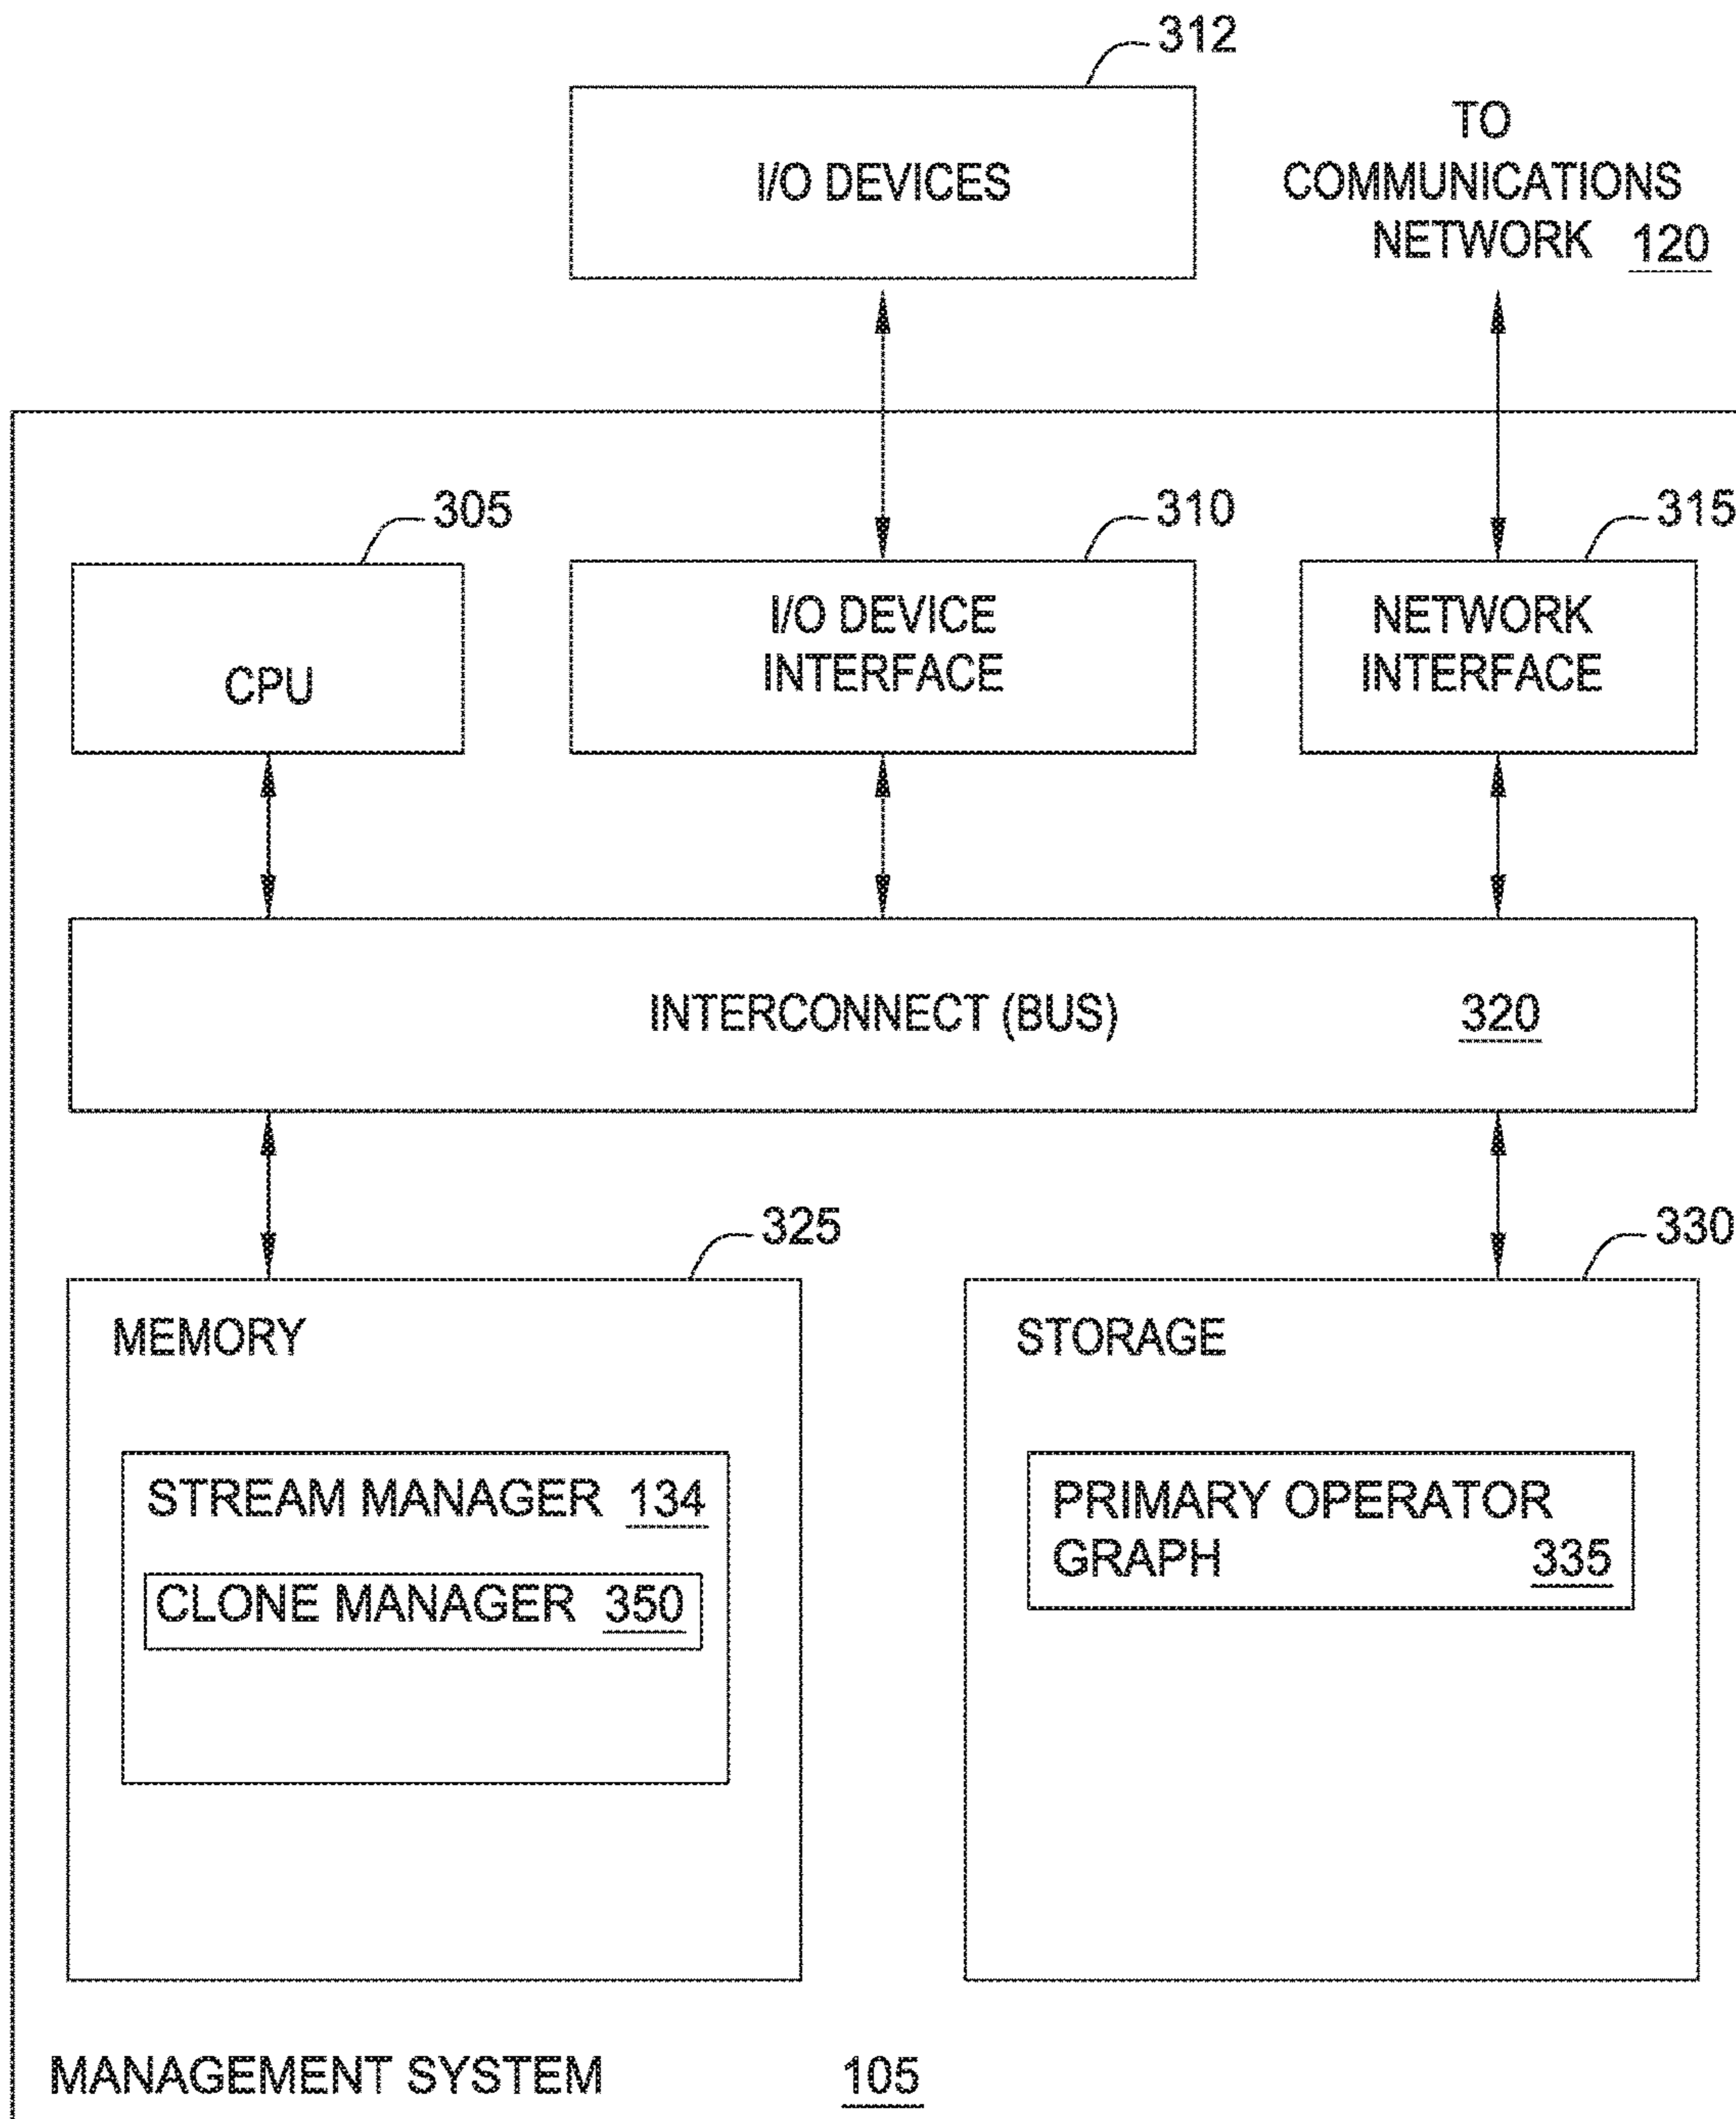 312
I/O DEVICES
TO
COMMUNICATIONS
NETWORK 120
305
310
315
CPU
I/O DEVICE
INTERFACE
NETWORK
INTERFACE
INTERCONNECT (BUS) 320
325
330
MEMORY
STREAM MANAGER 134
CLONE MANAGER 350
STORAGE
PRIMARY OPERATOR
GRAPH 335
MANAGEMENT SYSTEM 105